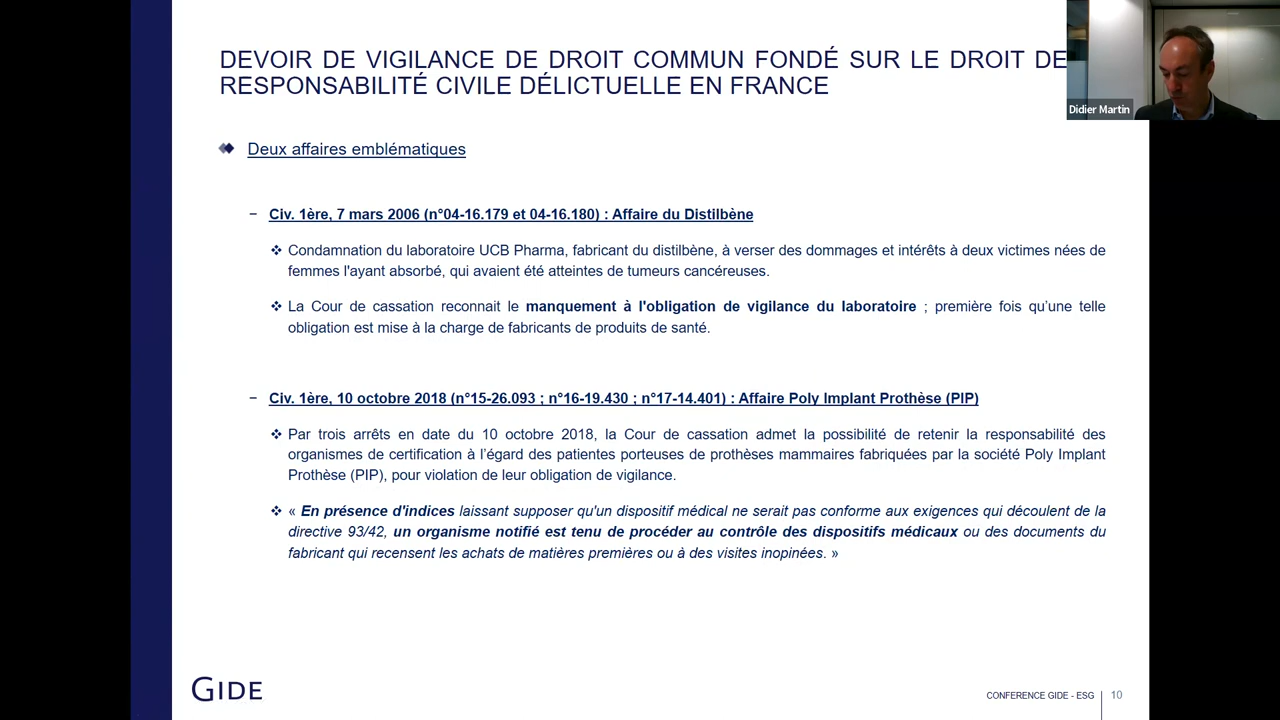 DEVOIR DE VIGILANCE DE DROIT COMMUN FONDÉ SUR LE DROIT DE
RESPONSABILITÉ CIVILE DÉLICTUELLE EN FRANCE
Didier Martin
Deux affaires emblématiques
– Civ. 1ère, 7 mars 2006 (n°04-16.179 et 04-16.180) : Affaire du Distilbène
❖ Condamnation du laboratoire UCB Pharma, fabricant du distilbène, à verser des dommages et intérêts à deux victimes nées de
femmes l'ayant absorbé, qui avaient été atteintes de tumeurs cancéreuses.
❖ La Cour de cassation reconnait le manquement à l'obligation de vigilance du laboratoire ; première fois qu’une telle
obligation est mise à la charge de fabricants de produits de santé.
– Civ. 1ère, 10 octobre 2018 (n°15-26.093 ; n°16-19.430 ; n°17-14.401) : Affaire Poly Implant Prothèse (PIP)
❖ Par trois arrêts en date du 10 octobre 2018, la Cour de cassation admet la possibilité de retenir la responsabilité des
organismes de certification à l’égard des patientes porteuses de prothèses mammaires fabriquées par la société Poly Implant
Prothèse (PIP), pour violation de leur obligation de vigilance.
❖ « En présence d'indices laissant supposer qu'un dispositif médical ne serait pas conforme aux exigences qui découlent de la
directive 93/42, un organisme notifié est tenu de procéder au contrôle des dispositifs médicaux ou des documents du
fabricant qui recensent les achats de matières premières ou à des visites inopinées. »
GIDE
CONFERENCE GIDE - ESG
10